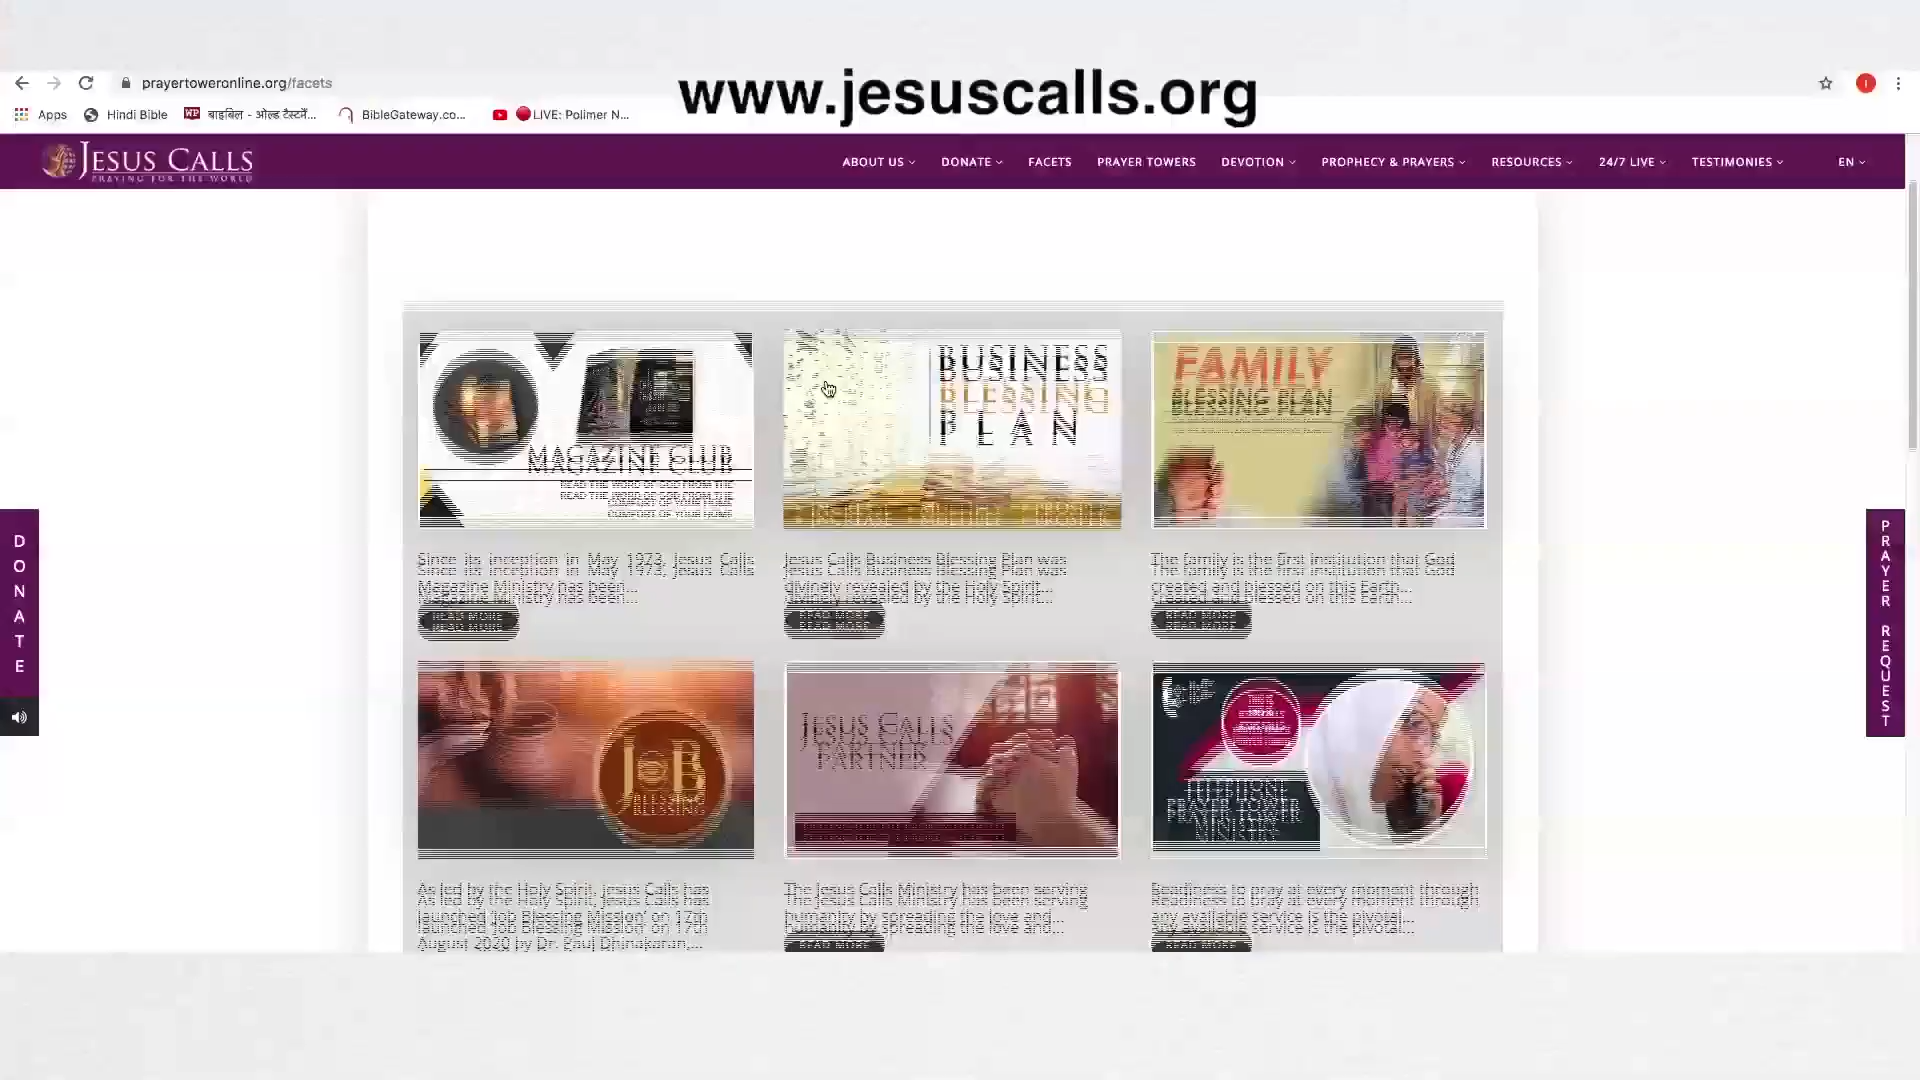 www.jesuscalls.org
prayertoweronline.org/facets
Apps Hindi Bible बाइबिल - ओल्ड टैस्टमैं... BibleGateway.co... LIVE: Polimer N...
JESUS CALLS
PRAYING FOR THE WORLD
ABOUT US DONATE FACETS PRAYER TOWERS DEVOTION PROPHECY & PRAYERS RESOURCES 24/7 LIVE TESTIMONIES EN
MAGAZINE CLUB
READ THE WORD OF GOD FROM THE
COMFORT OF YOUR HOME
BUSINESS
BLESSING
PLAN
FAMILY
BLESSING PLAN
Since its inception in May 1973, Jesus Calls
Magazine Ministry has been...
READ MORE
Jesus Calls Business Blessing Plan was
divinely revealed by the Holy Spirit...
READ MORE
The family is the first institution that God
created and blessed on this Earth...
READ MORE
DONATE
PRAYER REQUEST
JOB
BLESSING
JESUS CALLS
PARTNER
TELEPHONE
PRAYER TOWER
MINISTRY
As led by the Holy Spirit, Jesus Calls has
launched 'Job Blessing Mission' on 17th
August 2020 by Dr. Paul Dhinakaran,...
The Jesus Calls Ministry has been serving
humanity by spreading the love and...
READ MORE
Readiness to pray at every moment through
any available service is the pivotal...
READ MORE